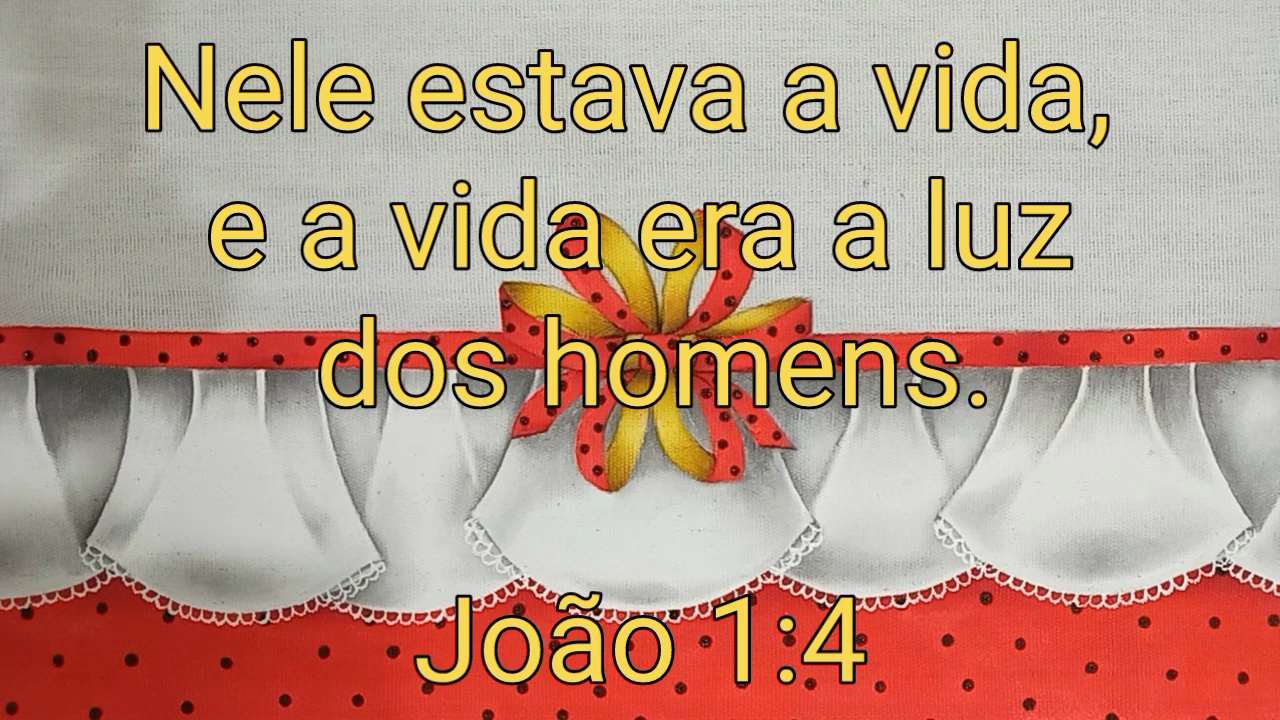 Nele estava a vida,
e a vida era a luz
dos homens.
João 1:4